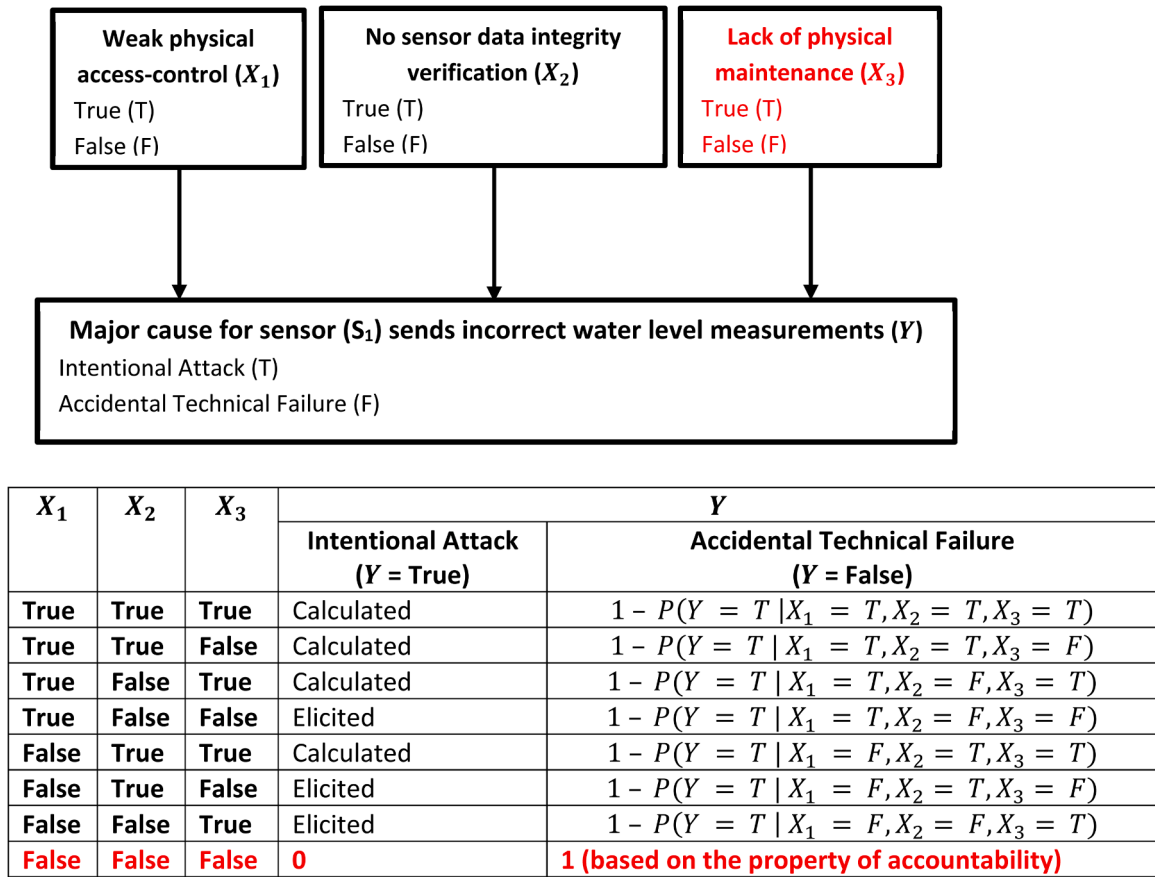 Weak physical
access-control (X₁)
True (T)
False (F)
No sensor data integrity
verification (X₂)
True (T)
False (F)
Lack of physical
maintenance (X₃)
True (T)
False (F)
Major cause for sensor (S₁) sends incorrect water level measurements (Y)
Intentional Attack (T)
Accidental Technical Failure (F)
X₁ X₂ X₃ Y
Intentional Attack
(Y = True)
Accidental Technical Failure
(Y = False)
True True True Calculated 1 – P(Y = T | X₁ = T, X₂ = T, X₃ = T)
True True False Calculated 1 – P(Y = T | X₁ = T, X₂ = T, X₃ = F)
True False True Calculated 1 – P(Y = T | X₁ = T, X₂ = F, X₃ = T)
True False False Elicited 1 – P(Y = T | X₁ = T, X₂ = F, X₃ = F)
False True True Calculated 1 – P(Y = T | X₁ = F, X₂ = T, X₃ = T)
False True False Elicited 1 – P(Y = T | X₁ = F, X₂ = T, X₃ = F)
False False True Elicited 1 – P(Y = T | X₁ = F, X₂ = F, X₃ = T)
False False False 0 1 (based on the property of accountability)